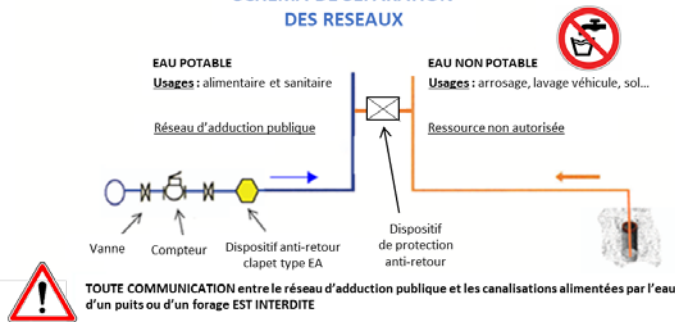 DES RESEAUX
EAU POTABLE
Usages : alimentaire et sanitaire
Réseau d'adduction publique
EAU NON POTABLE
Usages : arrosage, lavage véhicule, sol...
Ressource non autorisée
Vanne
Compteur
Dispositif anti-retour
clapet type EA
Dispositif
de protection
anti-retour
TOUTE COMMUNICATION entre le réseau d'adduction publique et les canalisations alimentées par l'eau
d'un puits ou d'un forage EST INTERDITE